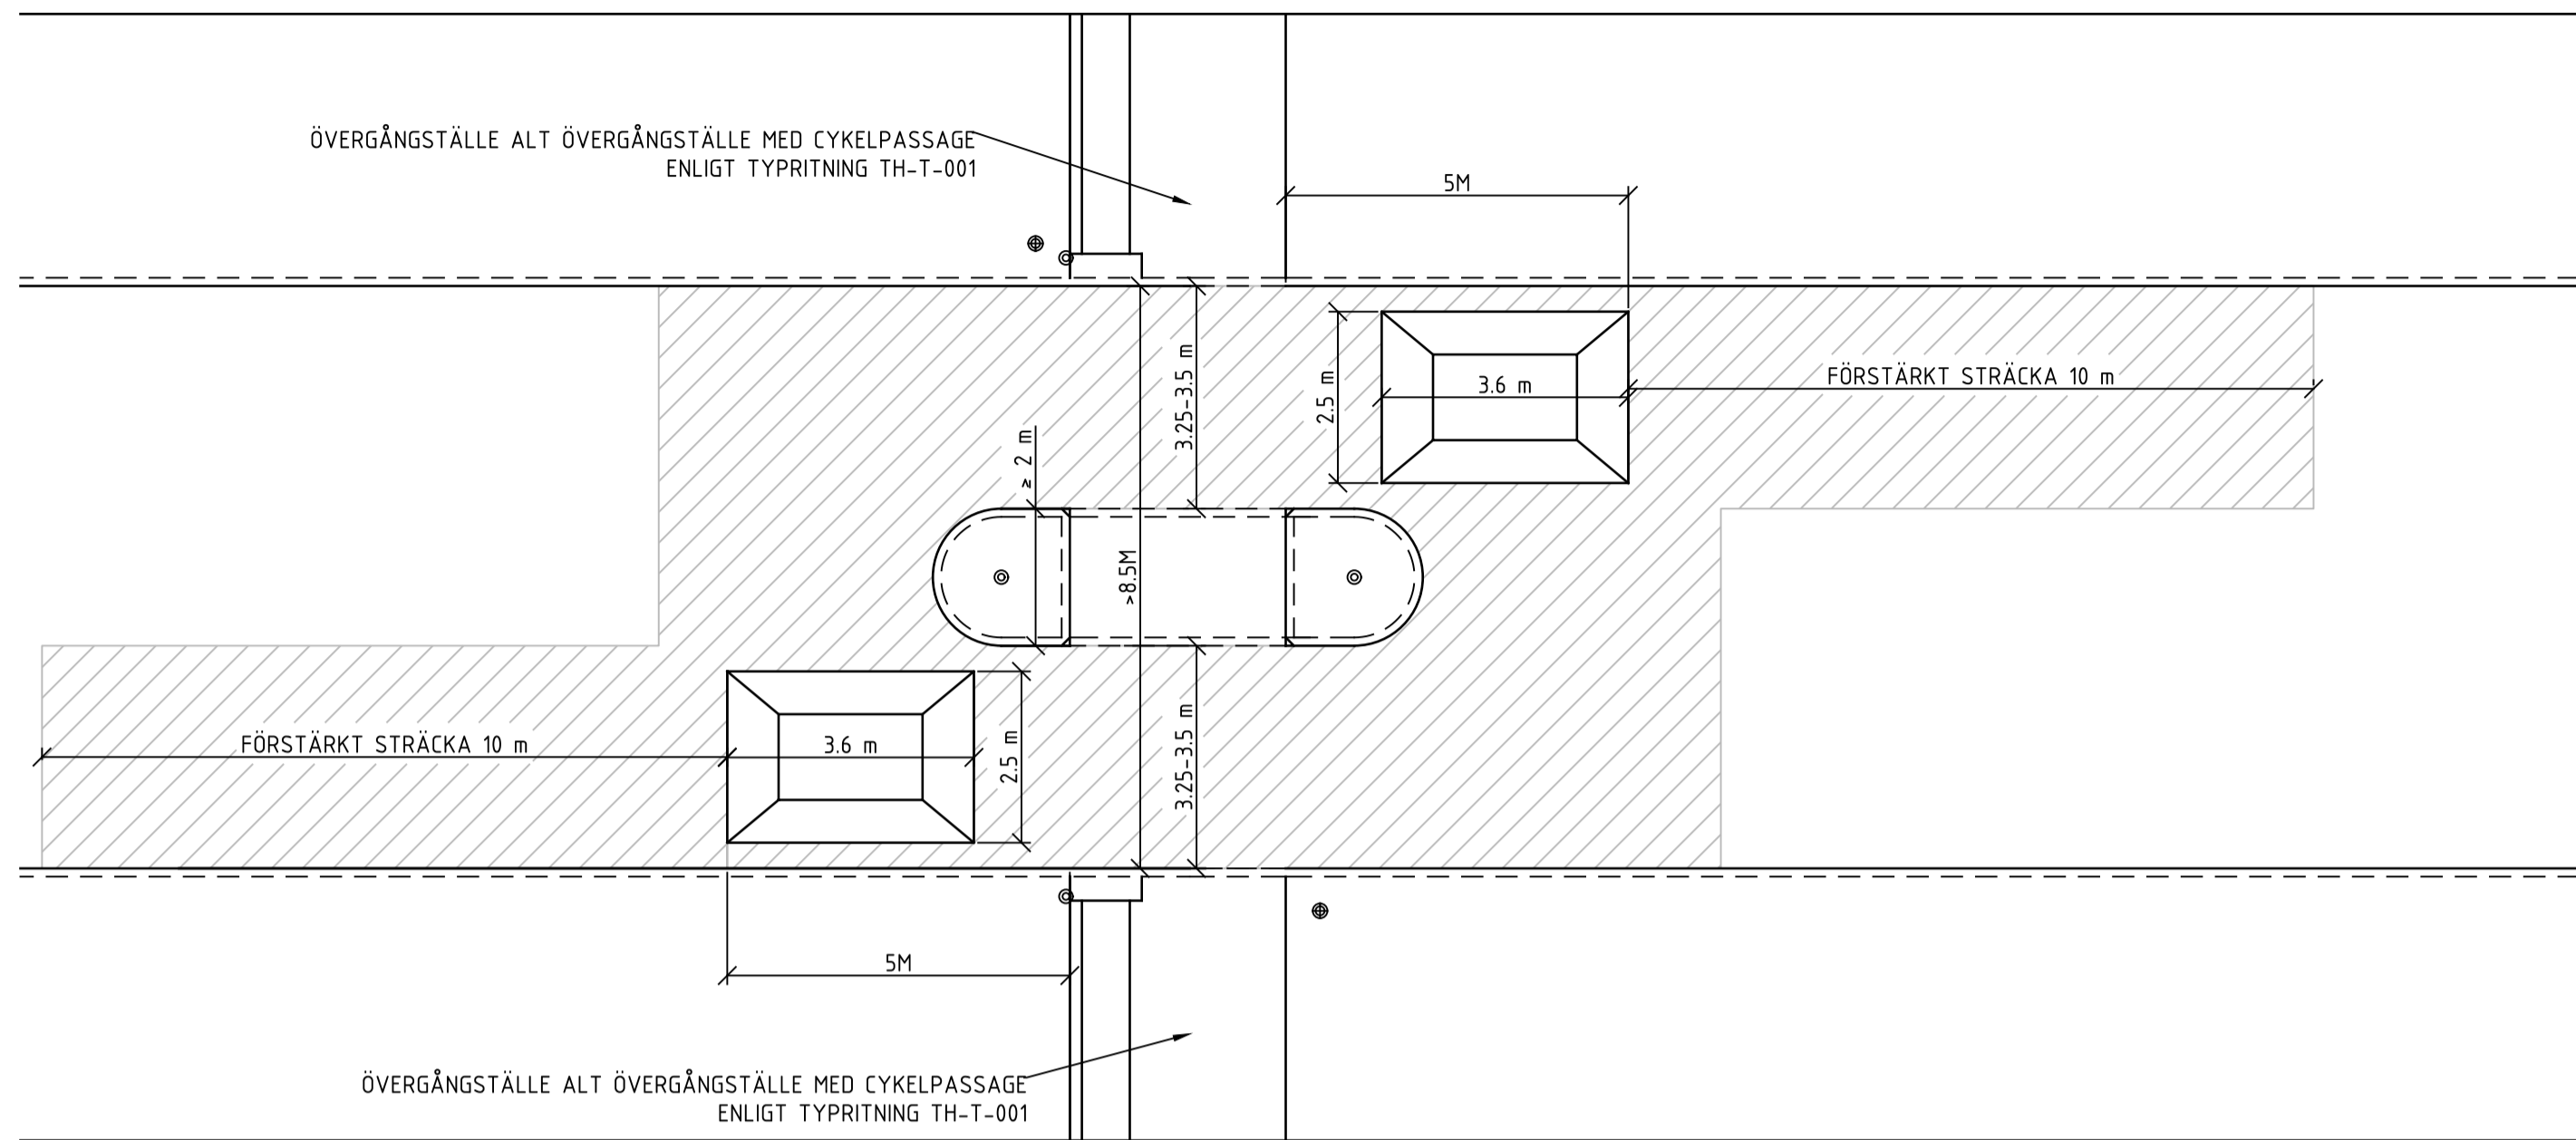 ÖVERGÅNGSTÄLLE ALT ÖVERGÅNGSTÄLLE MED CYKELPASSAGE
ENLIGT TYPRITNING TH-T-001
5M
3.25-3.5 m
2.5 m
3.6 m
FÖRSTÄRKT STRÄCKA 10 m
≥ 2 m
>8.5M
FÖRSTÄRKT STRÄCKA 10 m
3.6 m
2.5 m
3.25-3.5 m
5M
ÖVERGÅNGSTÄLLE ALT ÖVERGÅNGSTÄLLE MED CYKELPASSAGE
ENLIGT TYPRITNING TH-T-001